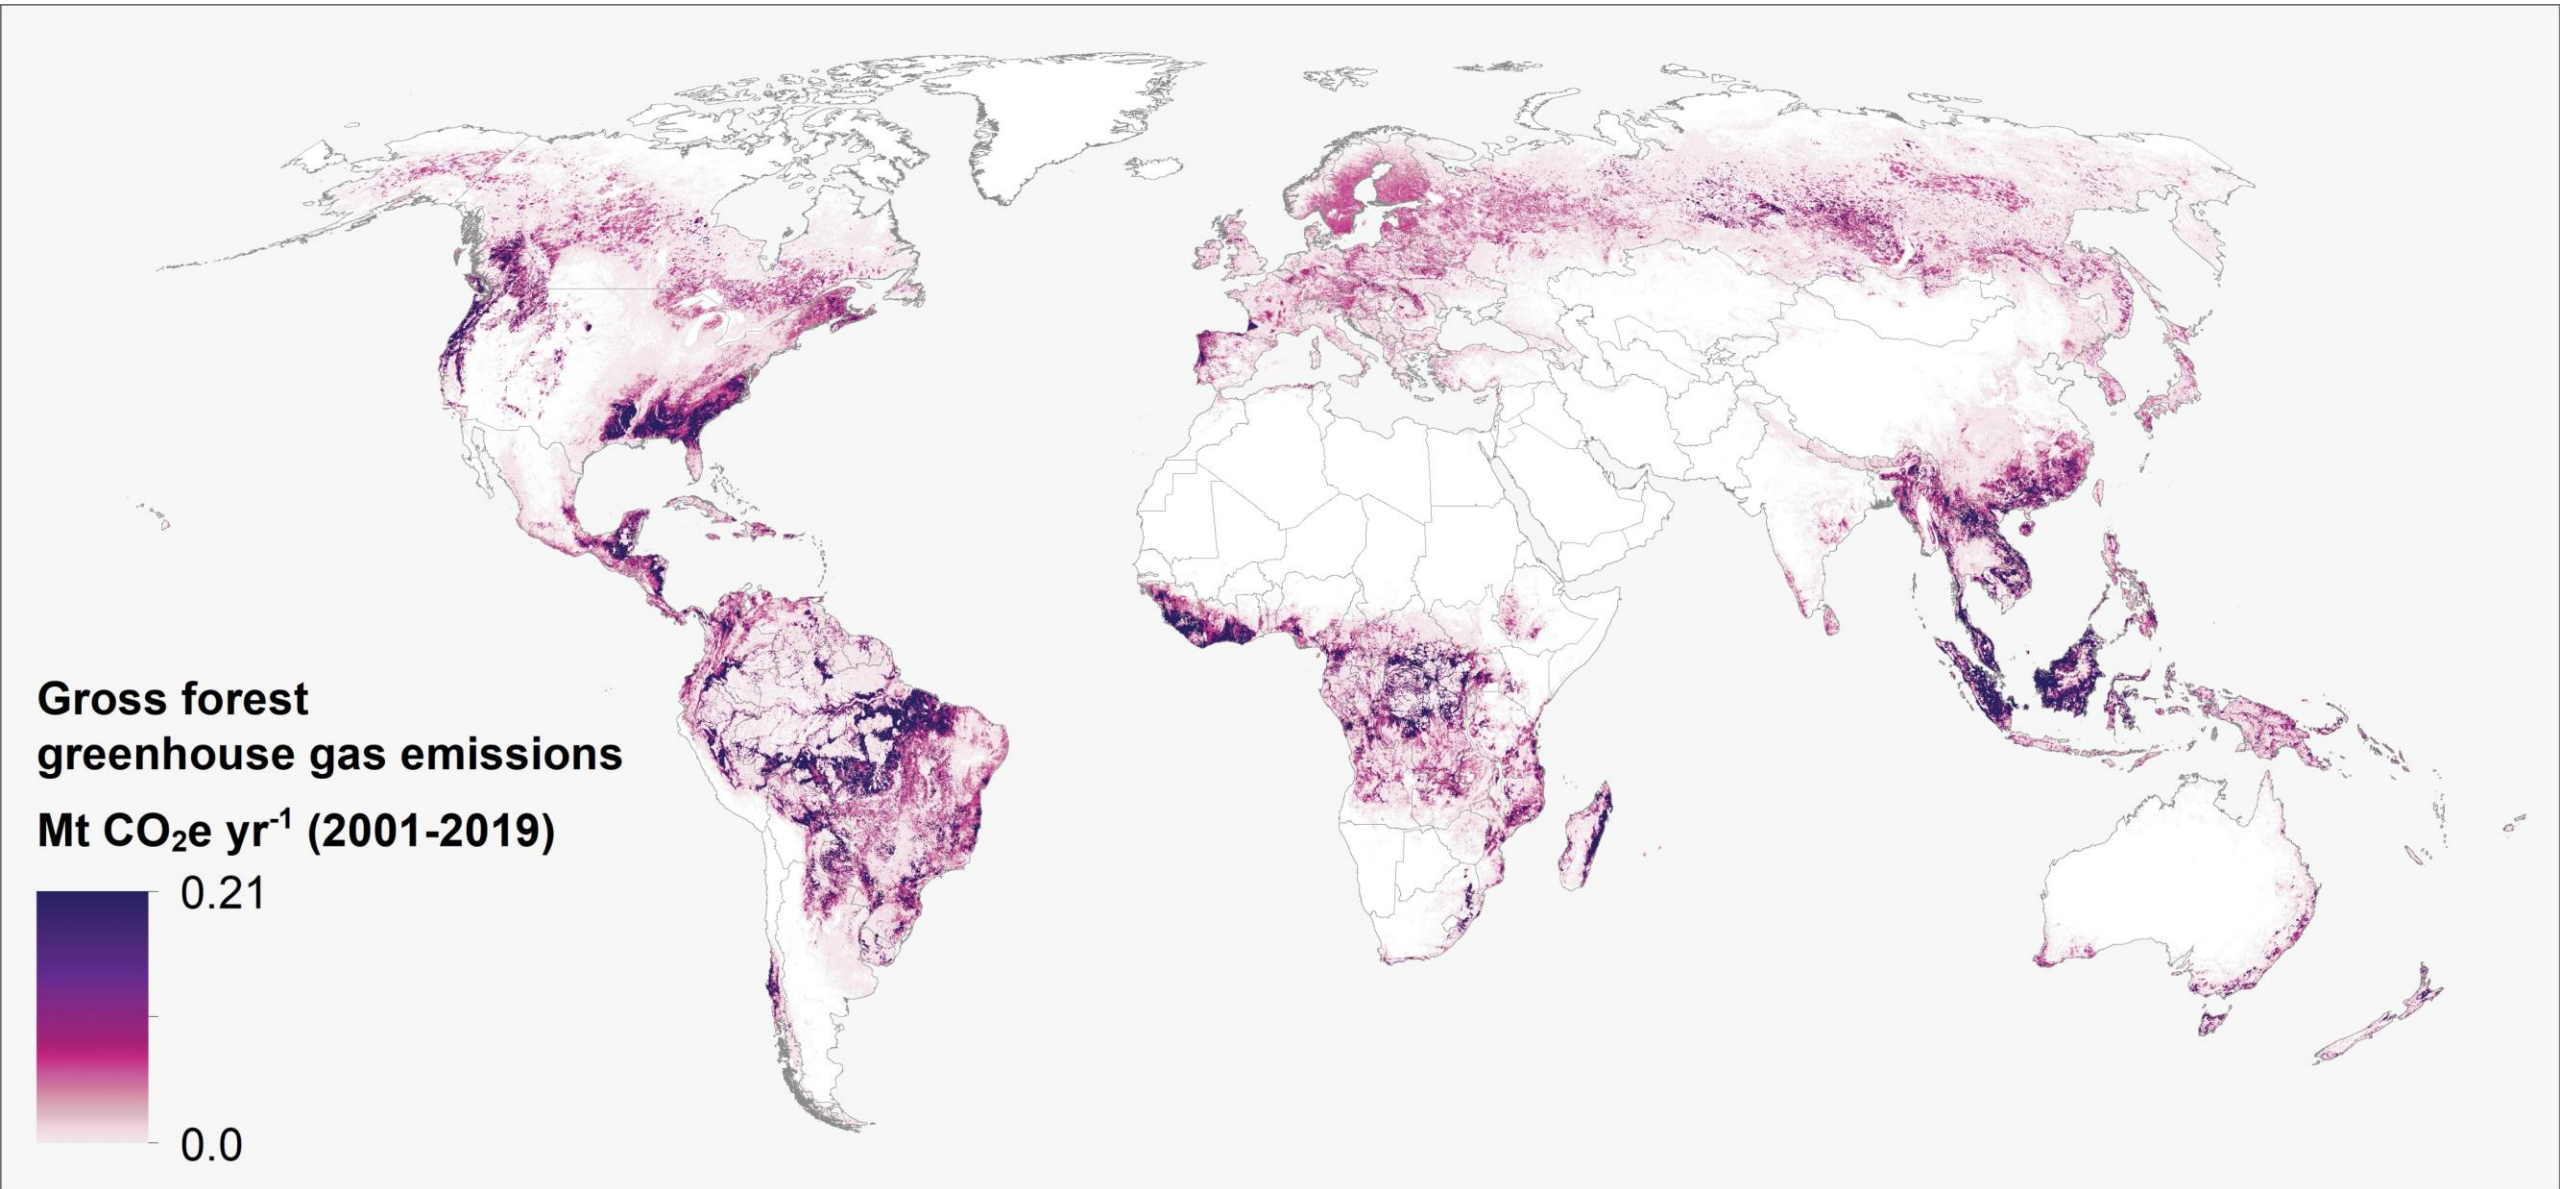 Gross forest
greenhouse gas emissions
Mt CO₂e yr⁻¹ (2001-2019)
0.21
0.0